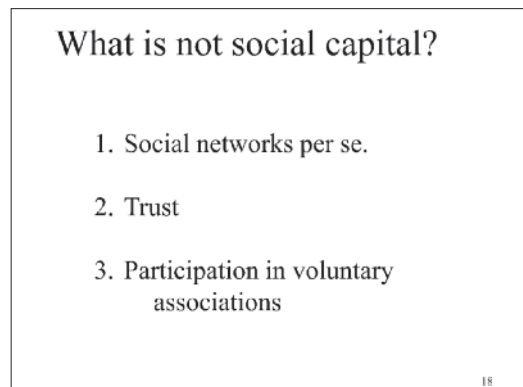 What is not social capital?
1. Social networks per se.
2. Trust
3. Participation in voluntary
associations
18